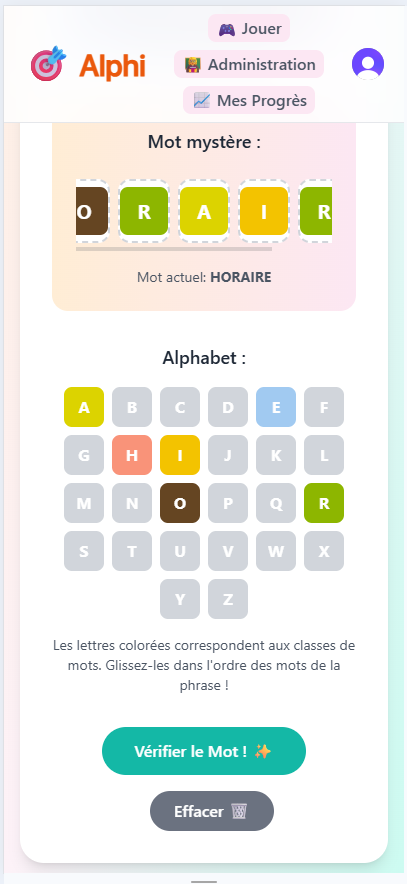 Alphi
🎮 Jouer
👩‍🏫 Administration
📈 Mes Progrès
Mot mystère :
O R A I R
Mot actuel: HORAIRE
Alphabet :
A B C D E F
G H I J K L
M N O P Q R
S T U V W X
Y Z
Les lettres colorées correspondent aux classes de
mots. Glissez-les dans l'ordre des mots de la
phrase !
Vérifier le Mot ! ✨
Effacer 🗑️